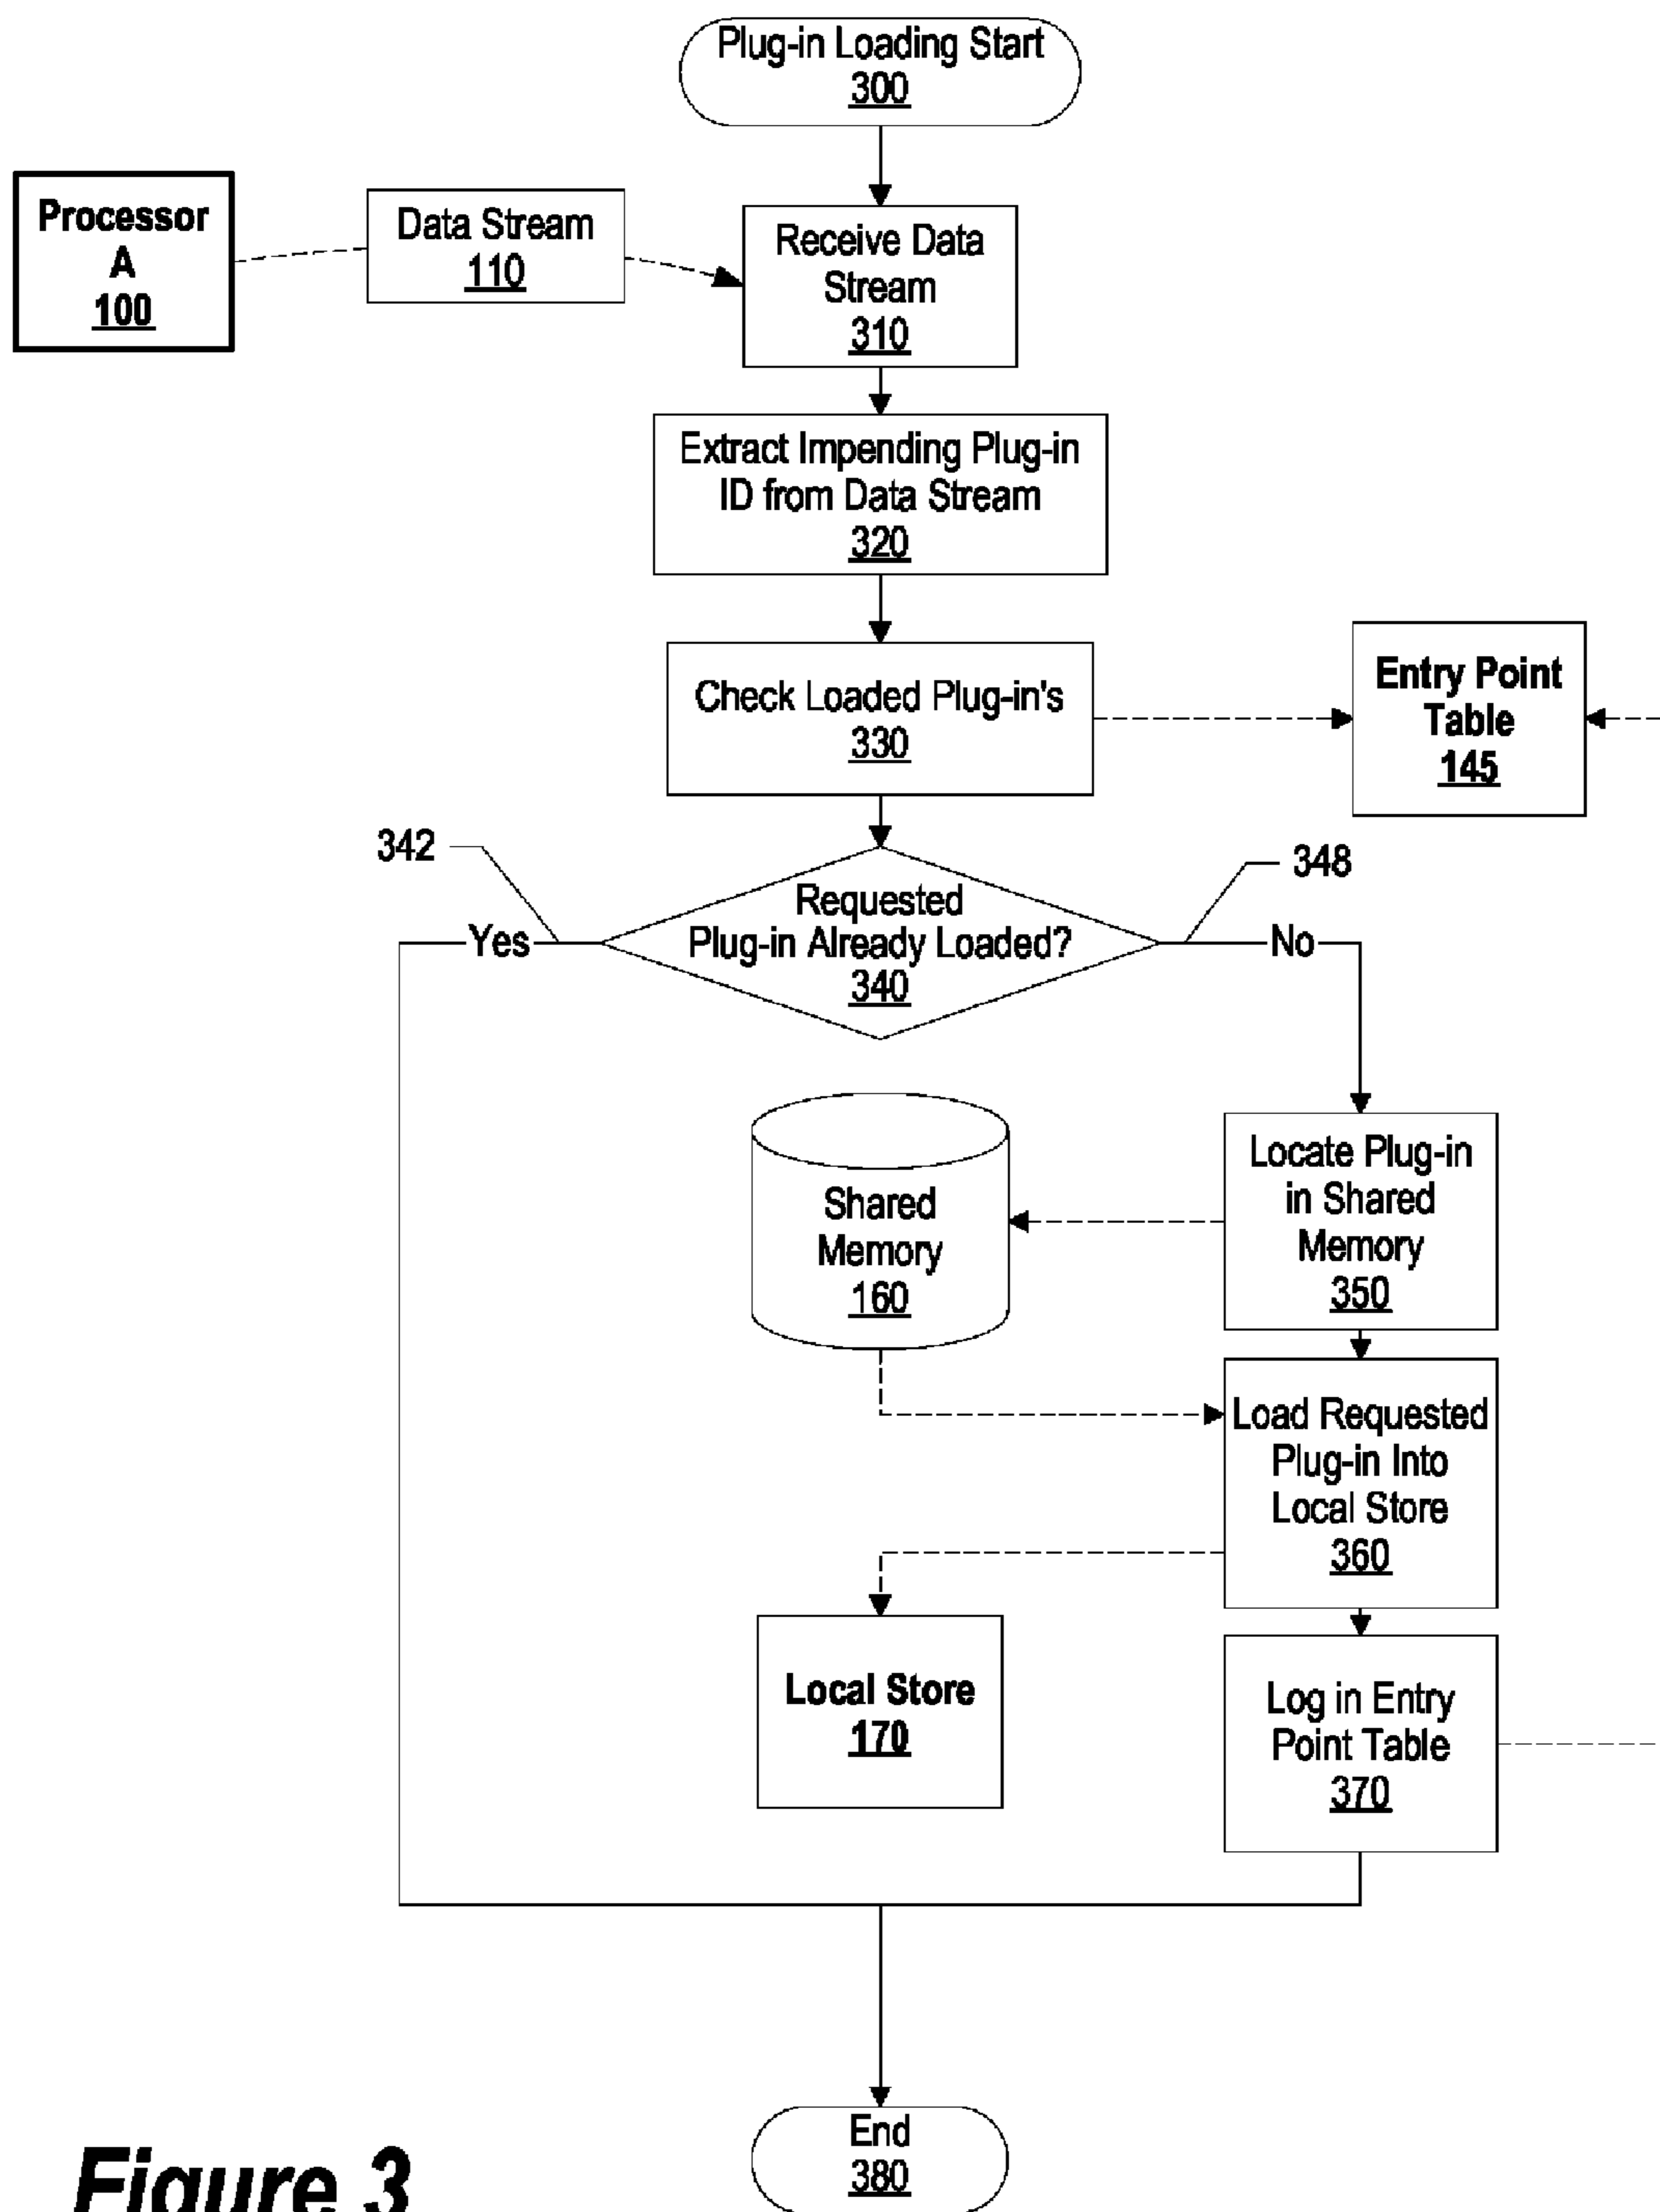 Plug-in Loading Start
300
Processor
A
100
Data Stream
110
Receive Data
Stream
310
Extract Impending Plug-in
ID from Data Stream
320
Check Loaded Plug-in's
330
Entry Point
Table
145
342
348
Requested
Plug-in Already Loaded?
340
Yes
No
Shared
Memory
160
Locate Plug-in
in Shared
Memory
350
Load Requested
Plug-in Into
Local Store
360
Local Store
170
Log in Entry
Point Table
370
End
380
Figure 3